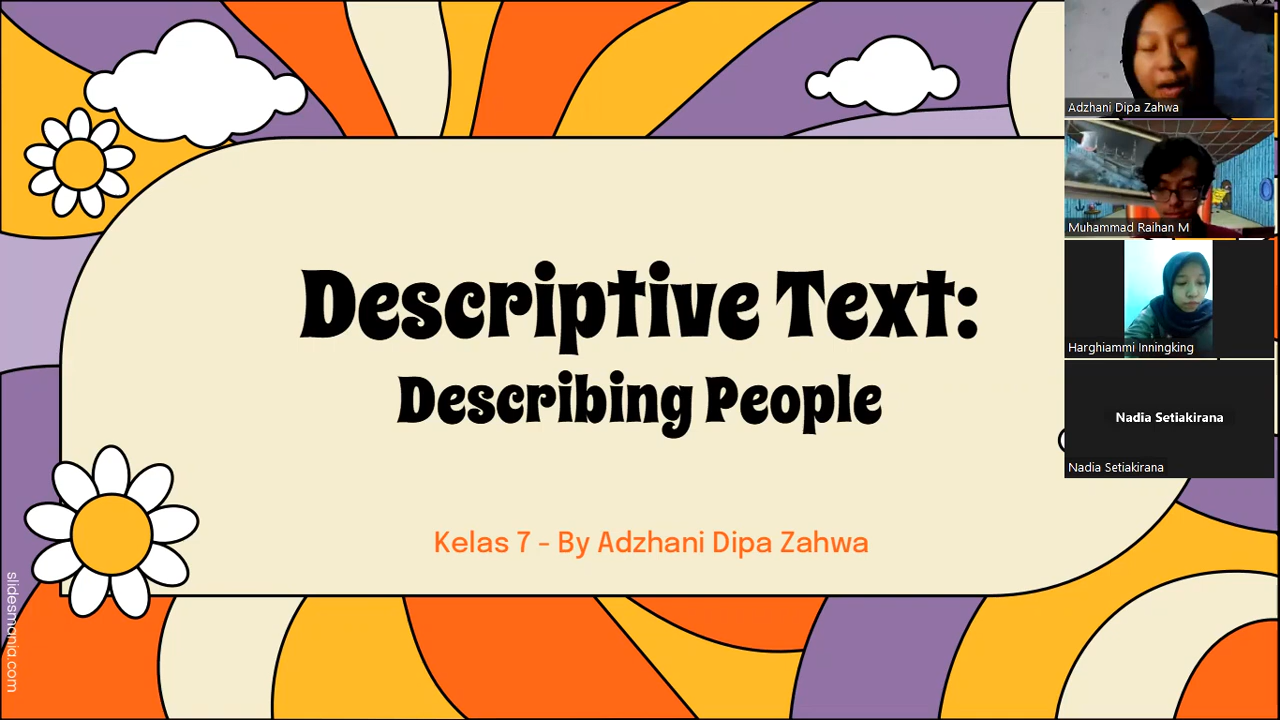 Descriptive Text:
Describing People
Kelas 7 - By Adzhani Dipa Zahwa
slidesmania.com
Adzhani Dipa Zahwa
Muhammad Raihan M
Harghiammi Inningking
Nadia Setiakirana
Nadia Setiakirana